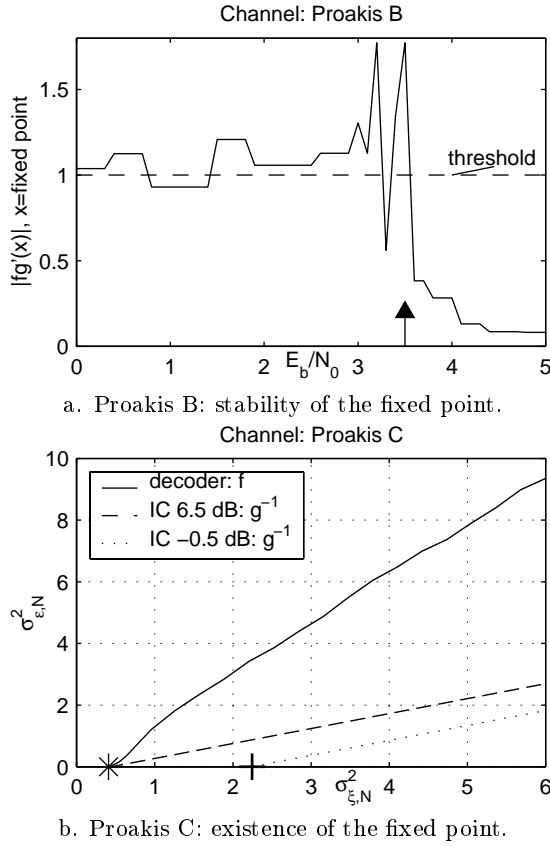 Channel: Proakis B
|fg'(x)|, x=fixed point
1.5
1
0.5
0
threshold
0 1 2 3 4 5
E_b/N_0
a. Proakis B: stability of the fixed point.
Channel: Proakis C
σ²_ε,N
10
8
6
4
2
0
decoder: f
IC 6.5 dB: g⁻¹
IC −0.5 dB: g⁻¹
0 1 2 3 4 5 6
σ²_ξ,N
b. Proakis C: existence of the fixed point.